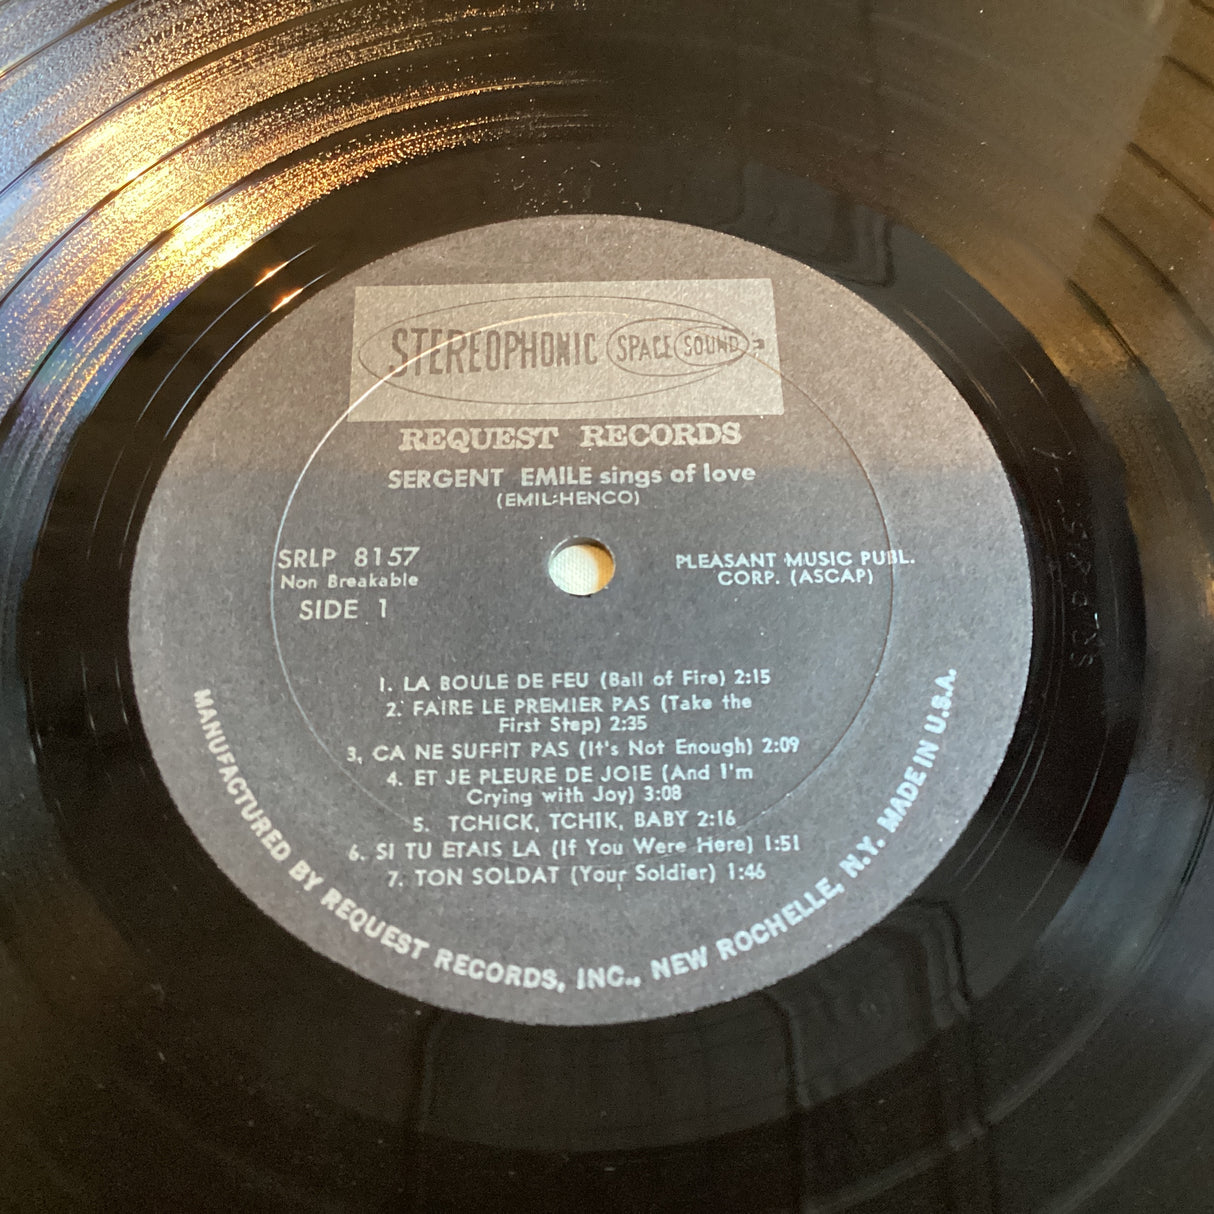 STEREOPHONIC SPACE SOUND
REQUEST RECORDS
SERGENT EMILE sings of love
(EMIL-HENCO)
SRLP 8157
Non Breakable
SIDE 1
PLEASANT MUSIC PUBL.
CORP. (ASCAP)
1. LA BOULE DE FEU (Ball of Fire) 2:15
2. FAIRE LE PREMIER PAS (Take the
First Step) 2:35
3, CA NE SUFFIT PAS (It's Not Enough) 2:09
4. ET JE PLEURE DE JOIE (And I'm
Crying with Joy) 3:08
5. TCHICK, TCHIK, BABY 2:16
6. SI TU ETAIS LA (If You Were Here) 1:51
7. TON SOLDAT (Your Soldier) 1:46
MANUFACTURED BY REQUEST RECORDS, INC., NEW ROCHELLE, N.Y. MADE IN U.S.A.